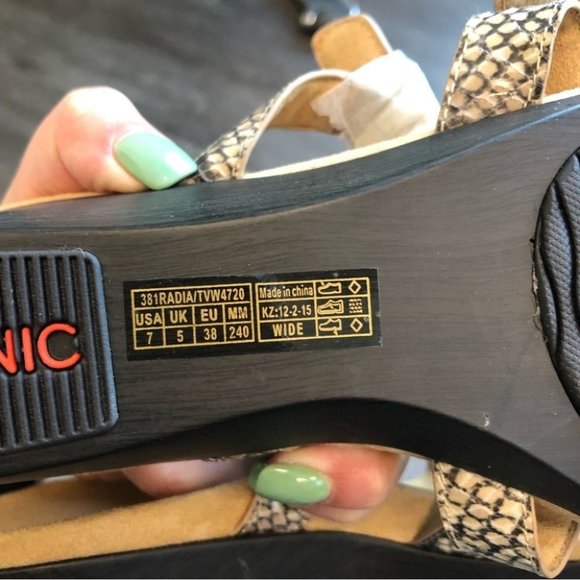 NIC
381RADIA/TVW4720
USA UK EU MM
7 5 38 240
Made in china
KZ:12-2-15
WIDE